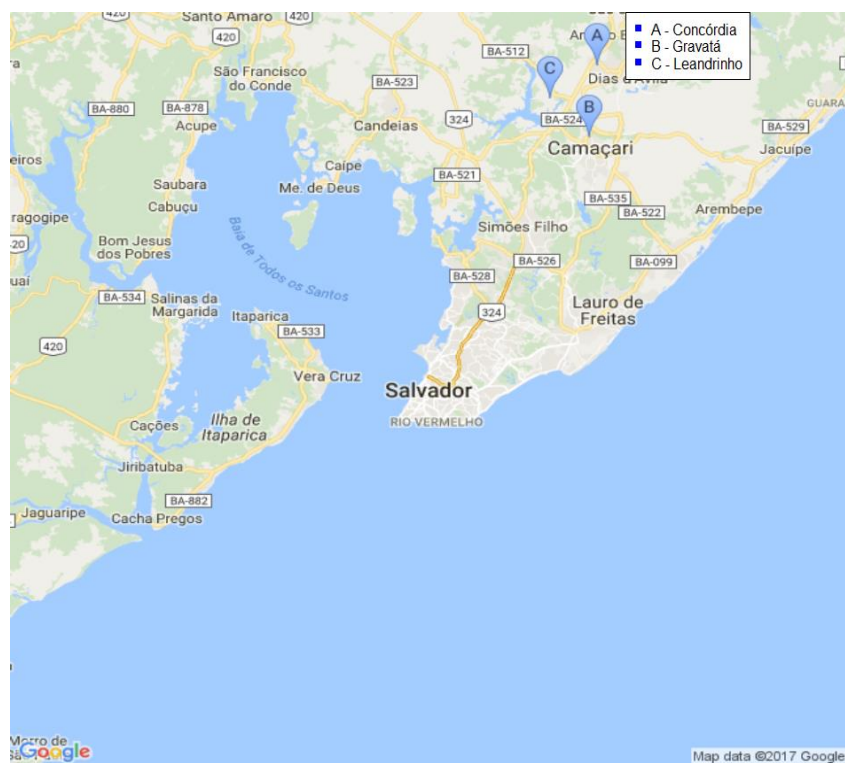 Santo Amaro
420
A - Concórdia
B - Gravatá
C - Leandrinho
A
BA-512
São Francisco
do Conde
BA-523
C
Dias d'Ávila
BA-880
BA-878
Acupe
Candeias
324
BA-524
B
Camaçari
GUARA
BA-529
Jacuípe
Caípe
Me. de Deus
BA-521
Saubara
Cabuçu
BA-535
BA-522
Arembepe
Simões Filho
Baía de Todos os Santos
Bom Jesus
dos Pobres
BA-528
BA-526
BA-099
BA-534
Salinas da
Margarida
Itaparica
BA-533
324
Lauro de
Freitas
420
Vera Cruz
Salvador
RIO VERMELHO
Ilha de
Itaparica
Cações
Jiribatuba
BA-882
Jaguaripe
Cacha Pregos
Morro de
Google
Map data ©2017 Google